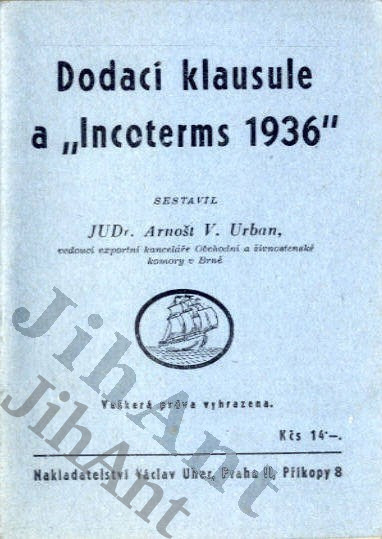 Dodací klausule
a „Incoterms 1936"
SESTAVIL
JUDr. Arnošt V. Urban,
vedoucí exportní kanceláře Obchodní a živnostenské
komory v Brně
Veškerá práva vyhrazena.
Kčs 14·–.
Nakladatelství Václav Uher, Praha II, Příkopy 8
JihAnt
JihAnt